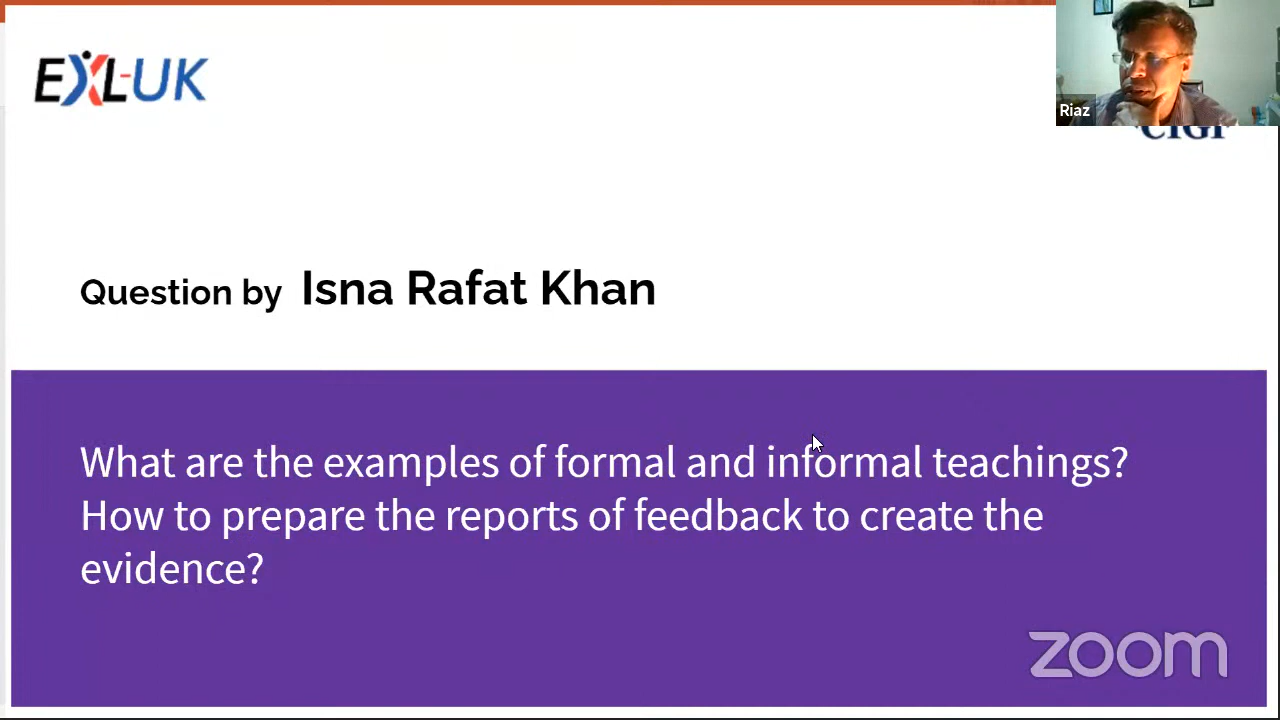 EXL-UK
Riaz
Question by Isna Rafat Khan
What are the examples of formal and informal teachings?
How to prepare the reports of feedback to create the
evidence?
zoom